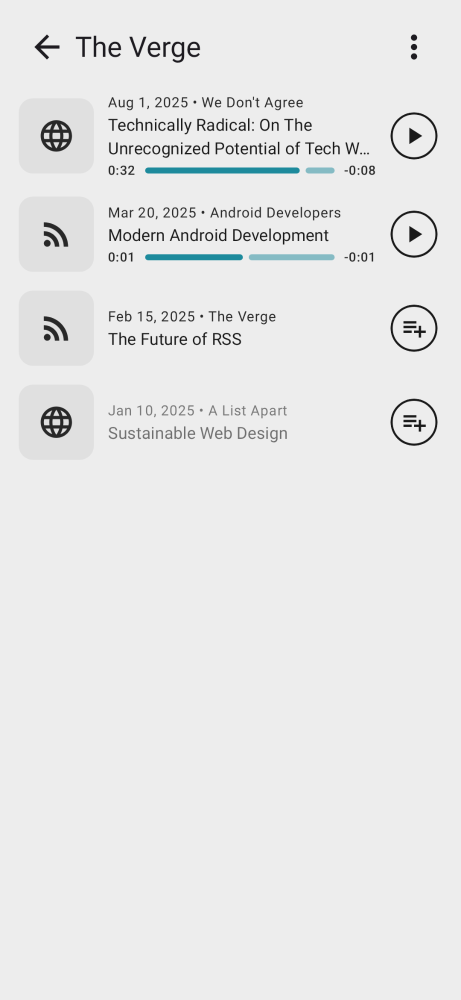 The Verge
Aug 1, 2025 • We Don't Agree
Technically Radical: On The
Unrecognized Potential of Tech W...
0:32 -0:08
Mar 20, 2025 • Android Developers
Modern Android Development
0:01 -0:01
Feb 15, 2025 • The Verge
The Future of RSS
Jan 10, 2025 • A List Apart
Sustainable Web Design